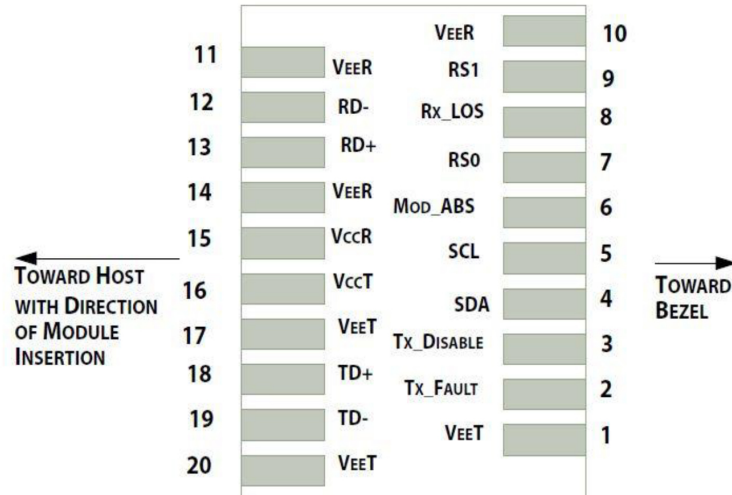 11 VEER
12 RD-
13 RD+
14 VEER
15 VCCR
16 VCCT
17 VEET
18 TD+
19 TD-
20 VEET
TOWARD HOST
WITH DIRECTION
OF MODULE
INSERTION
VEER 10
RS1 9
RX_LOS 8
RS0 7
MOD_ABS 6
SCL 5
SDA 4
TX_DISABLE 3
TX_FAULT 2
VEET 1
TOWARD
BEZEL